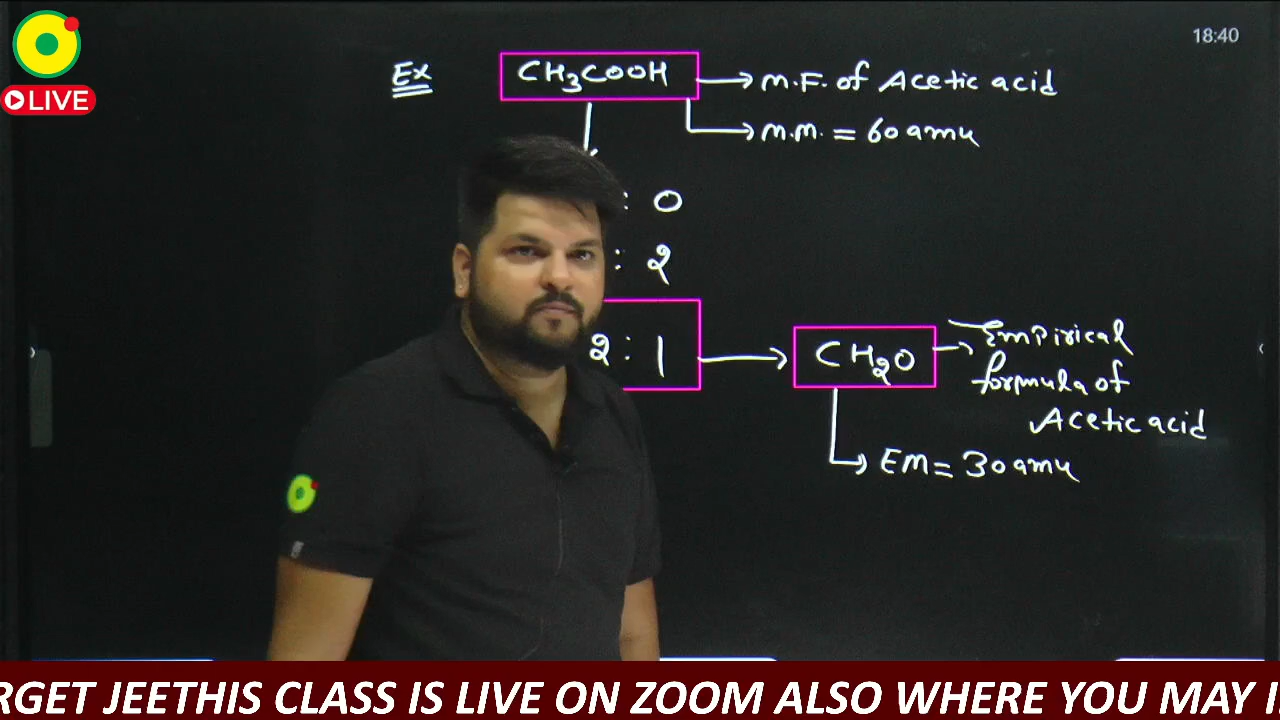 18:40
LIVE
Ex
CH3COOH
M.F. of Acetic acid
M.M. = 60 amu
: O
: 2
2 : 1
CH2O
Empirical
formula of
Acetic acid
EM = 30 amu
RGET JEETHIS CLASS IS LIVE ON ZOOM ALSO WHERE YOU MAY